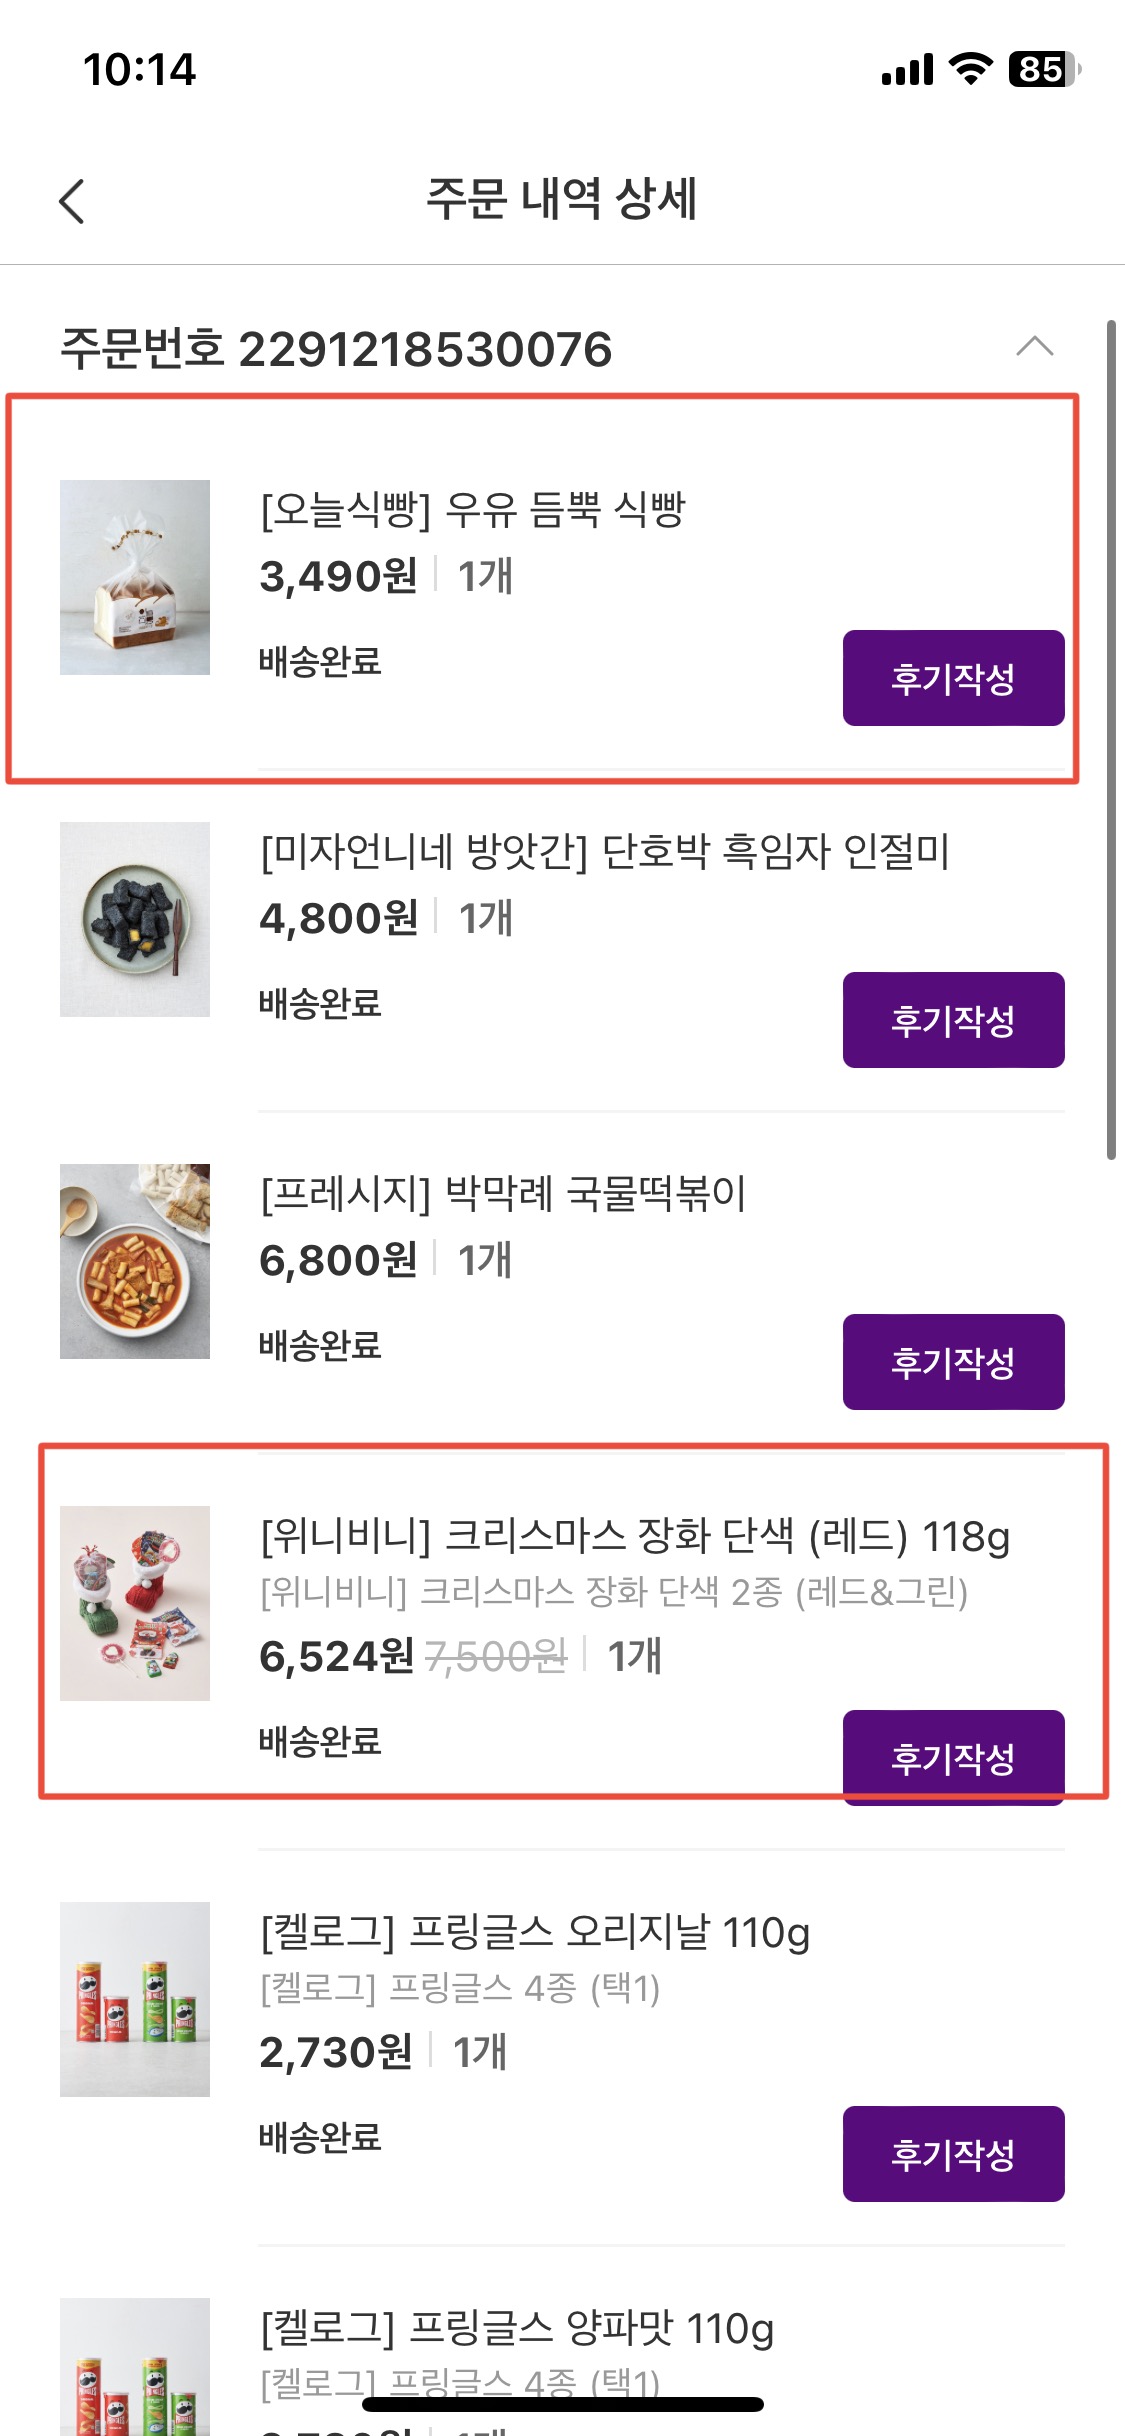 10:14
85
주문 내역 상세
주문번호 2291218530076
[오늘식빵] 우유 듬뿍 식빵
3,490원 1개
배송완료
후기작성
[미자언니네 방앗간] 단호박 흑임자 인절미
4,800원 1개
배송완료
후기작성
[프레시지] 박막례 국물떡볶이
6,800원 1개
배송완료
후기작성
[위니비니] 크리스마스 장화 단색 (레드) 118g
[위니비니] 크리스마스 장화 단색 2종 (레드&그린)
6,524원 7,500원 1개
배송완료
후기작성
[켈로그] 프링글스 오리지날 110g
[켈로그] 프링글스 4종 (택1)
2,730원 1개
배송완료
후기작성
[켈로그] 프링글스 양파맛 110g
[켈로그] 프링글스 4종 (택1)